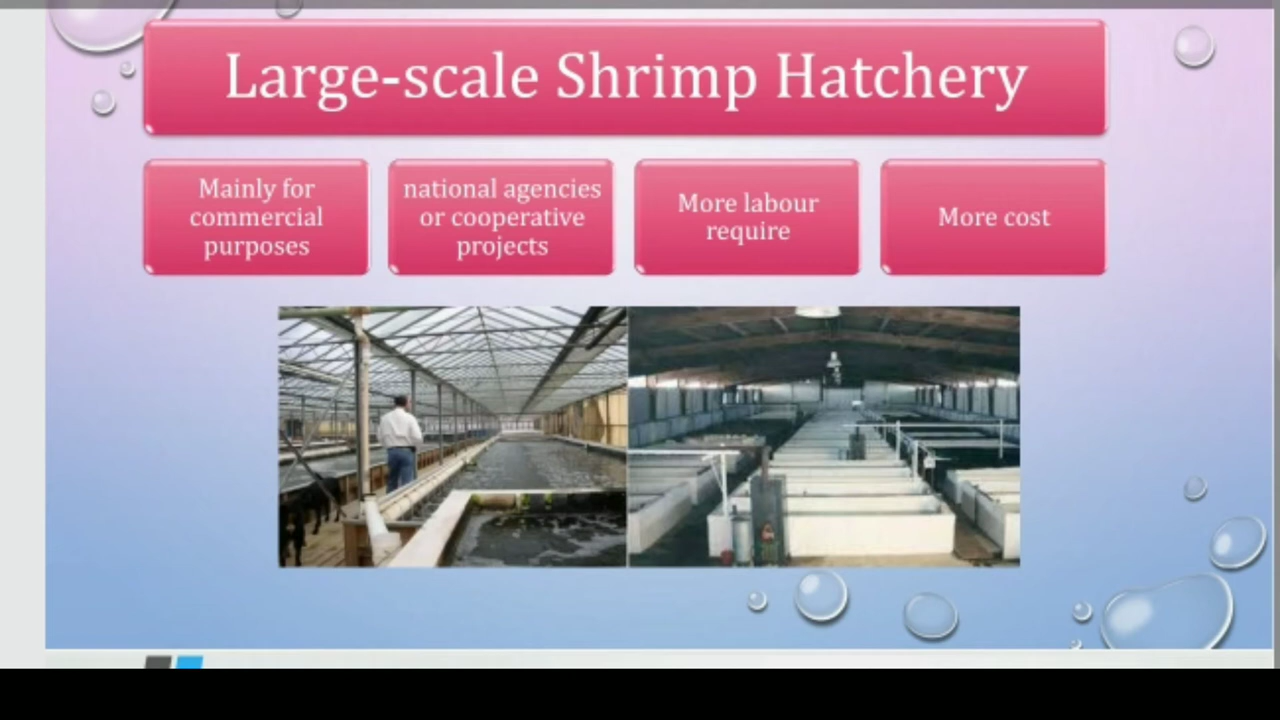 Large-scale Shrimp Hatchery
Mainly for
commercial
purposes
national agencies
or cooperative
projects
More labour
require
More cost